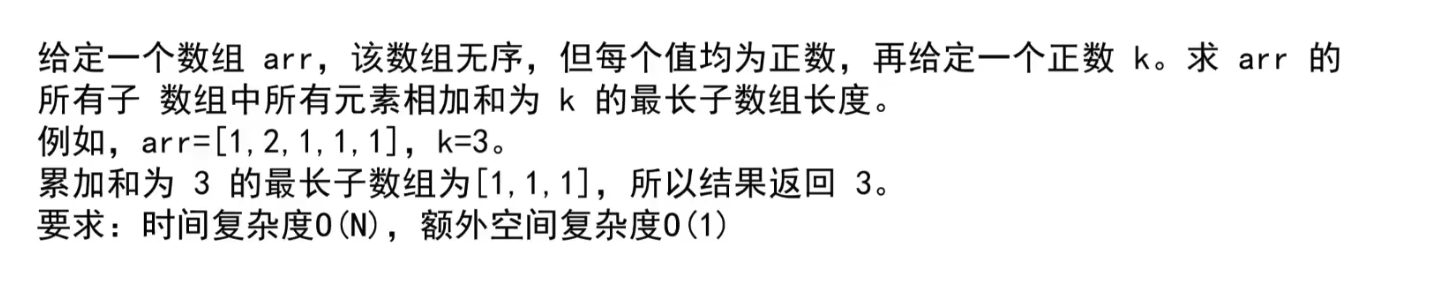 给定一个数组 arr，该数组无序，但每个值均为正数，再给定一个正数 k。求 arr 的
所有子 数组中所有元素相加和为 k 的最长子数组长度。
例如，arr=[1,2,1,1,1]，k=3。
累加和为 3 的最长子数组为[1,1,1]，所以结果返回 3。
要求：时间复杂度O(N)，额外空间复杂度O(1)